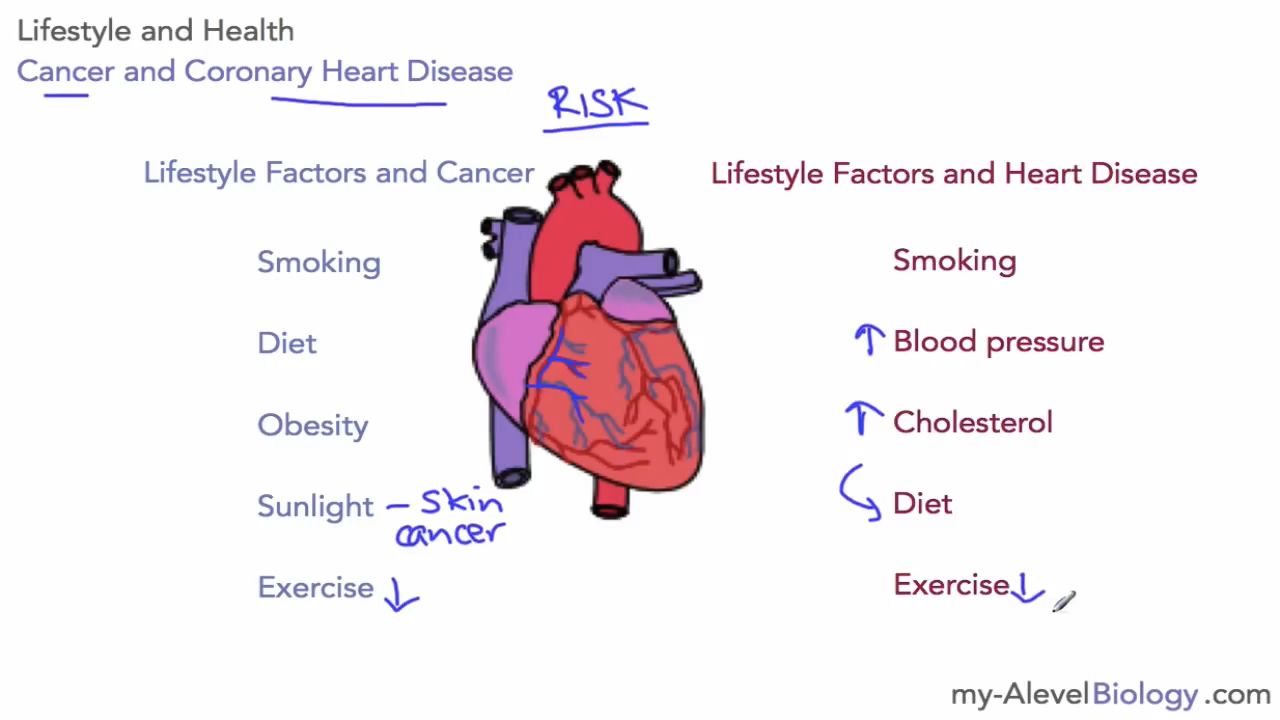 Lifestyle and Health
Cancer and Coronary Heart Disease
RISK
Lifestyle Factors and Cancer
Smoking
Diet
Obesity
Sunlight – skin
cancer
Exercise ↓
Lifestyle Factors and Heart Disease
Smoking
↑ Blood pressure
↑ Cholesterol
Diet
Exercise ↓
my-AlevelBiology.com